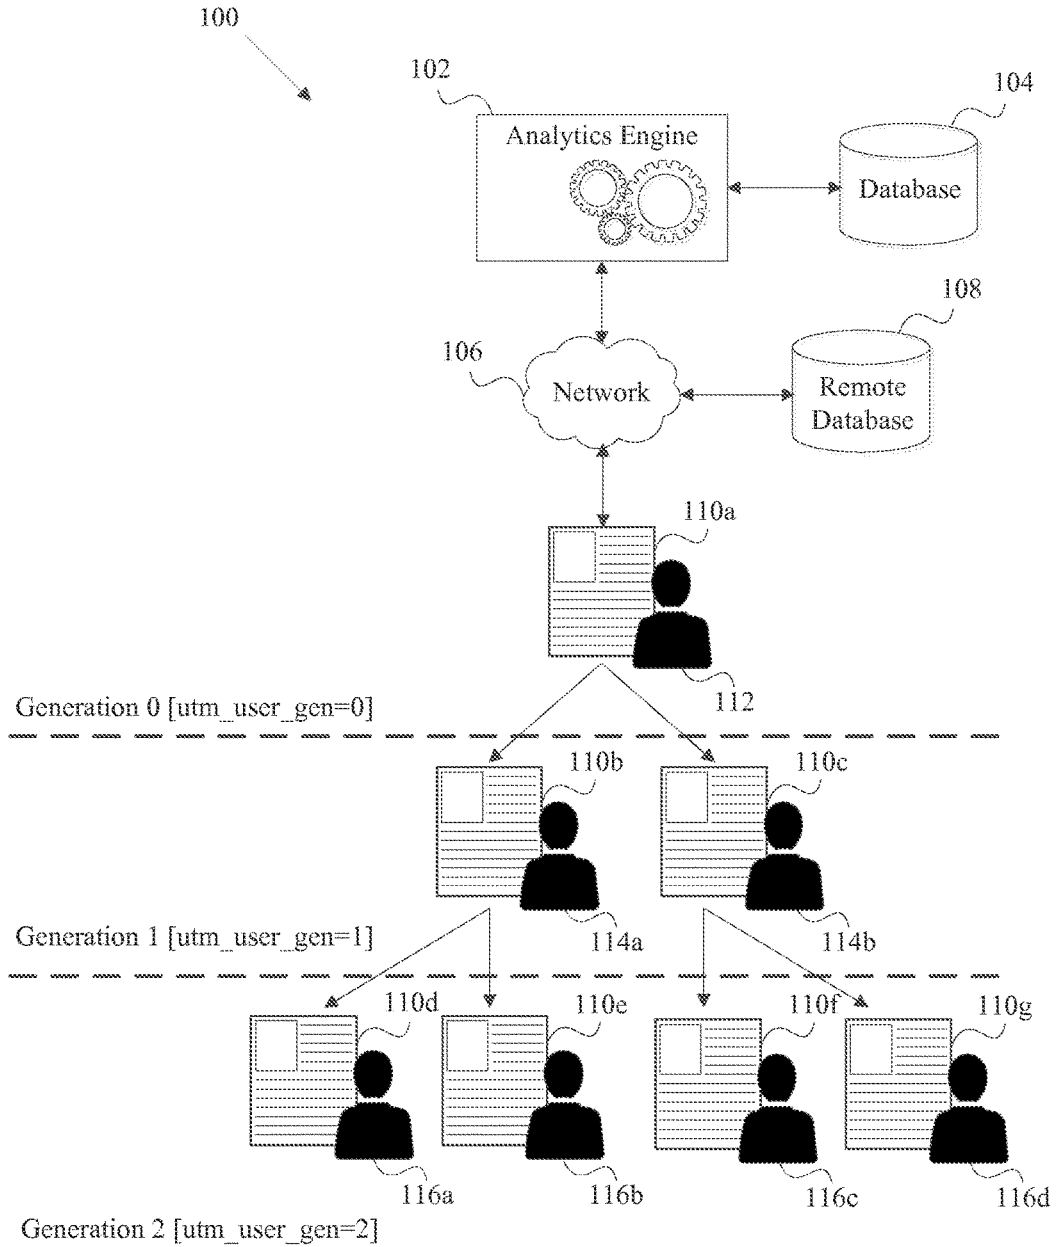 100
102
104
Analytics Engine
Database
108
106
Network
Remote
Database
110a
112
Generation 0 [utm_user_gen=0]
110b
110c
114a
114b
Generation 1 [utm_user_gen=1]
110d
110e
110f
110g
116a
116b
116c
116d
Generation 2 [utm_user_gen=2]